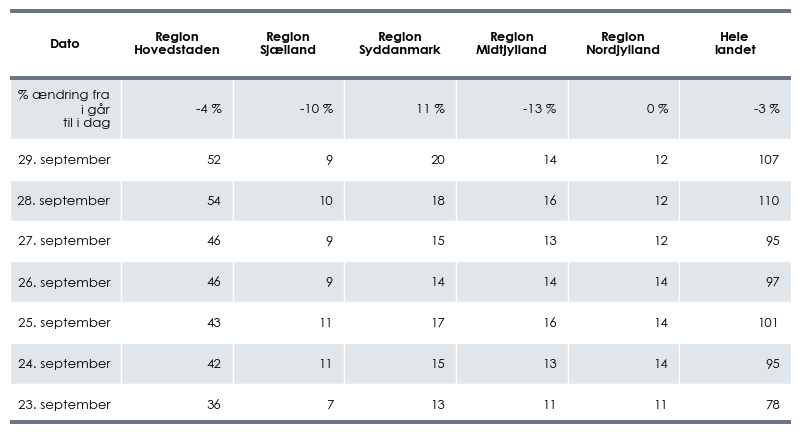 Dato Region Hovedstaden Region Sjælland Region Syddanmark Region Midtjylland Region Nordjylland Hele landet
% ændring fra i går til i dag -4 % -10 % 11 % -13 % 0 % -3 %
29. september 52 9 20 14 12 107
28. september 54 10 18 16 12 110
27. september 46 9 15 13 12 95
26. september 46 9 14 14 14 97
25. september 43 11 17 16 14 101
24. september 42 11 15 13 14 95
23. september 36 7 13 11 11 78